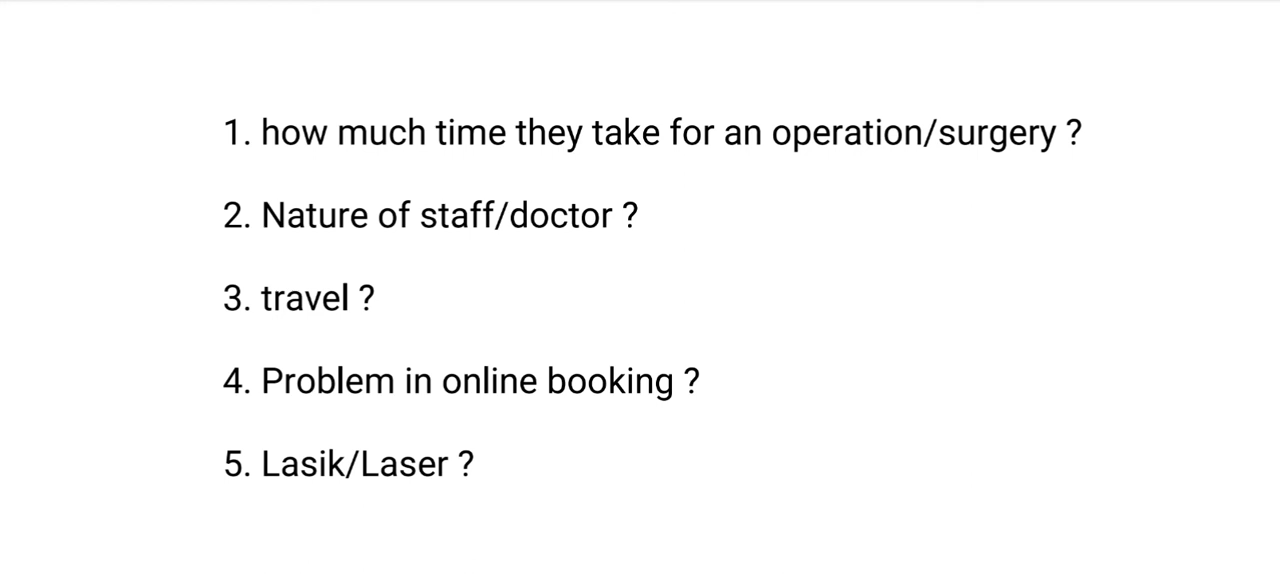 1. how much time they take for an operation/surgery ?
2. Nature of staff/doctor ?
3. travel ?
4. Problem in online booking ?
5. Lasik/Laser ?